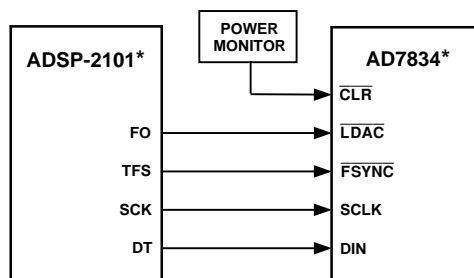 POWER
MONITOR
ADSP-2101*
AD7834*
CLR
FO
LDAC
TFS
FSYNC
SCK
SCLK
DT
DIN